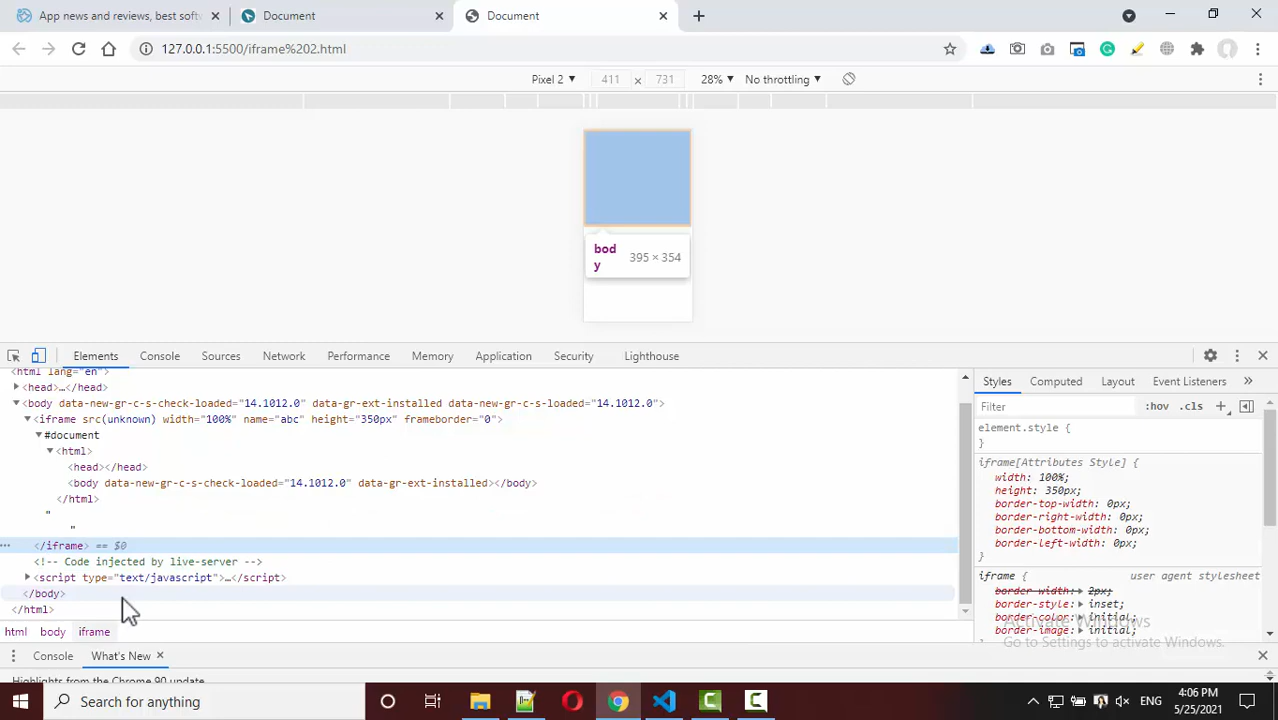 App news and reviews, best softw
Document
Document
127.0.0.1:5500/iframe%202.html
Pixel 2 ▼ 411 × 731 28% ▼ No throttling ▼
body 395 × 354
Elements Console Sources Network Performance Memory Application Security Lighthouse
<html lang="en">
<head>…</head>
<body data-new-gr-c-s-check-loaded="14.1012.0" data-gr-ext-installed data-new-gr-c-s-loaded="14.1012.0">
<iframe src(unknown) width="100%" name="abc" height="350px" frameborder="0">
#document
<html>
<head></head>
<body data-new-gr-c-s-check-loaded="14.1012.0" data-gr-ext-installed></body>
</html>
"
"
</iframe> == $0
<!-- Code injected by live-server -->
<script type="text/javascript">…</script>
</body>
</html>
html body iframe
Styles Computed Layout Event Listeners »
Filter :hov .cls +
element.style {
}
iframe[Attributes Style] {
width: 100%;
height: 350px;
border-top-width: 0px;
border-right-width: 0px;
border-bottom-width: 0px;
border-left-width: 0px;
}
iframe { user agent stylesheet
border-width: 2px;
border-style: inset;
border-color: initial;
border-image: initial;
Activate Windows
Go to Settings to activate Windows.
Console What's New ×
Highlights from the Chrome 90 update
Search for anything
ENG
4:06 PM
5/25/2021